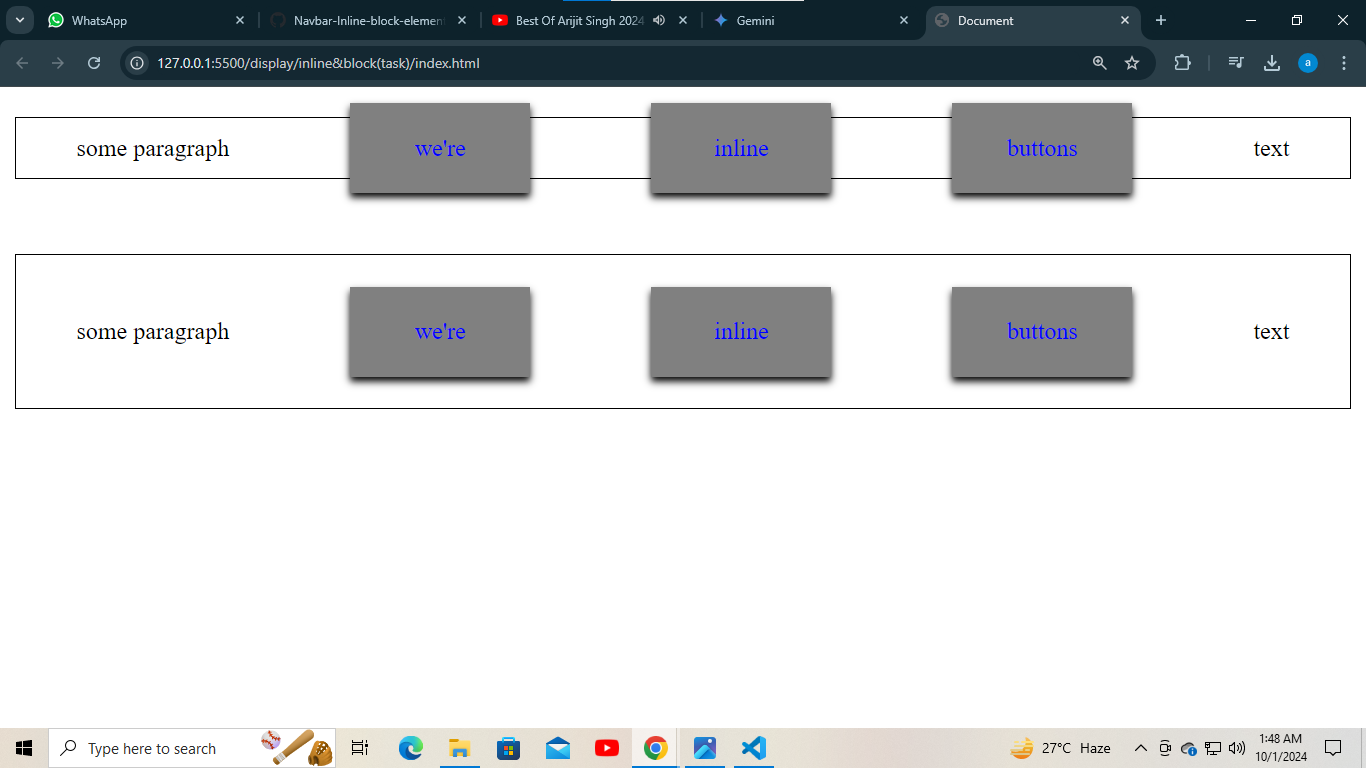 WhatsApp
Navbar-Inline-block-elemen
Best Of Arijit Singh 2024
Gemini
Document
127.0.0.1:5500/display/inline&block(task)/index.html
a
some paragraph we're inline buttons text
some paragraph we're inline buttons text
Type here to search
27°C Haze
1:48 AM
10/1/2024